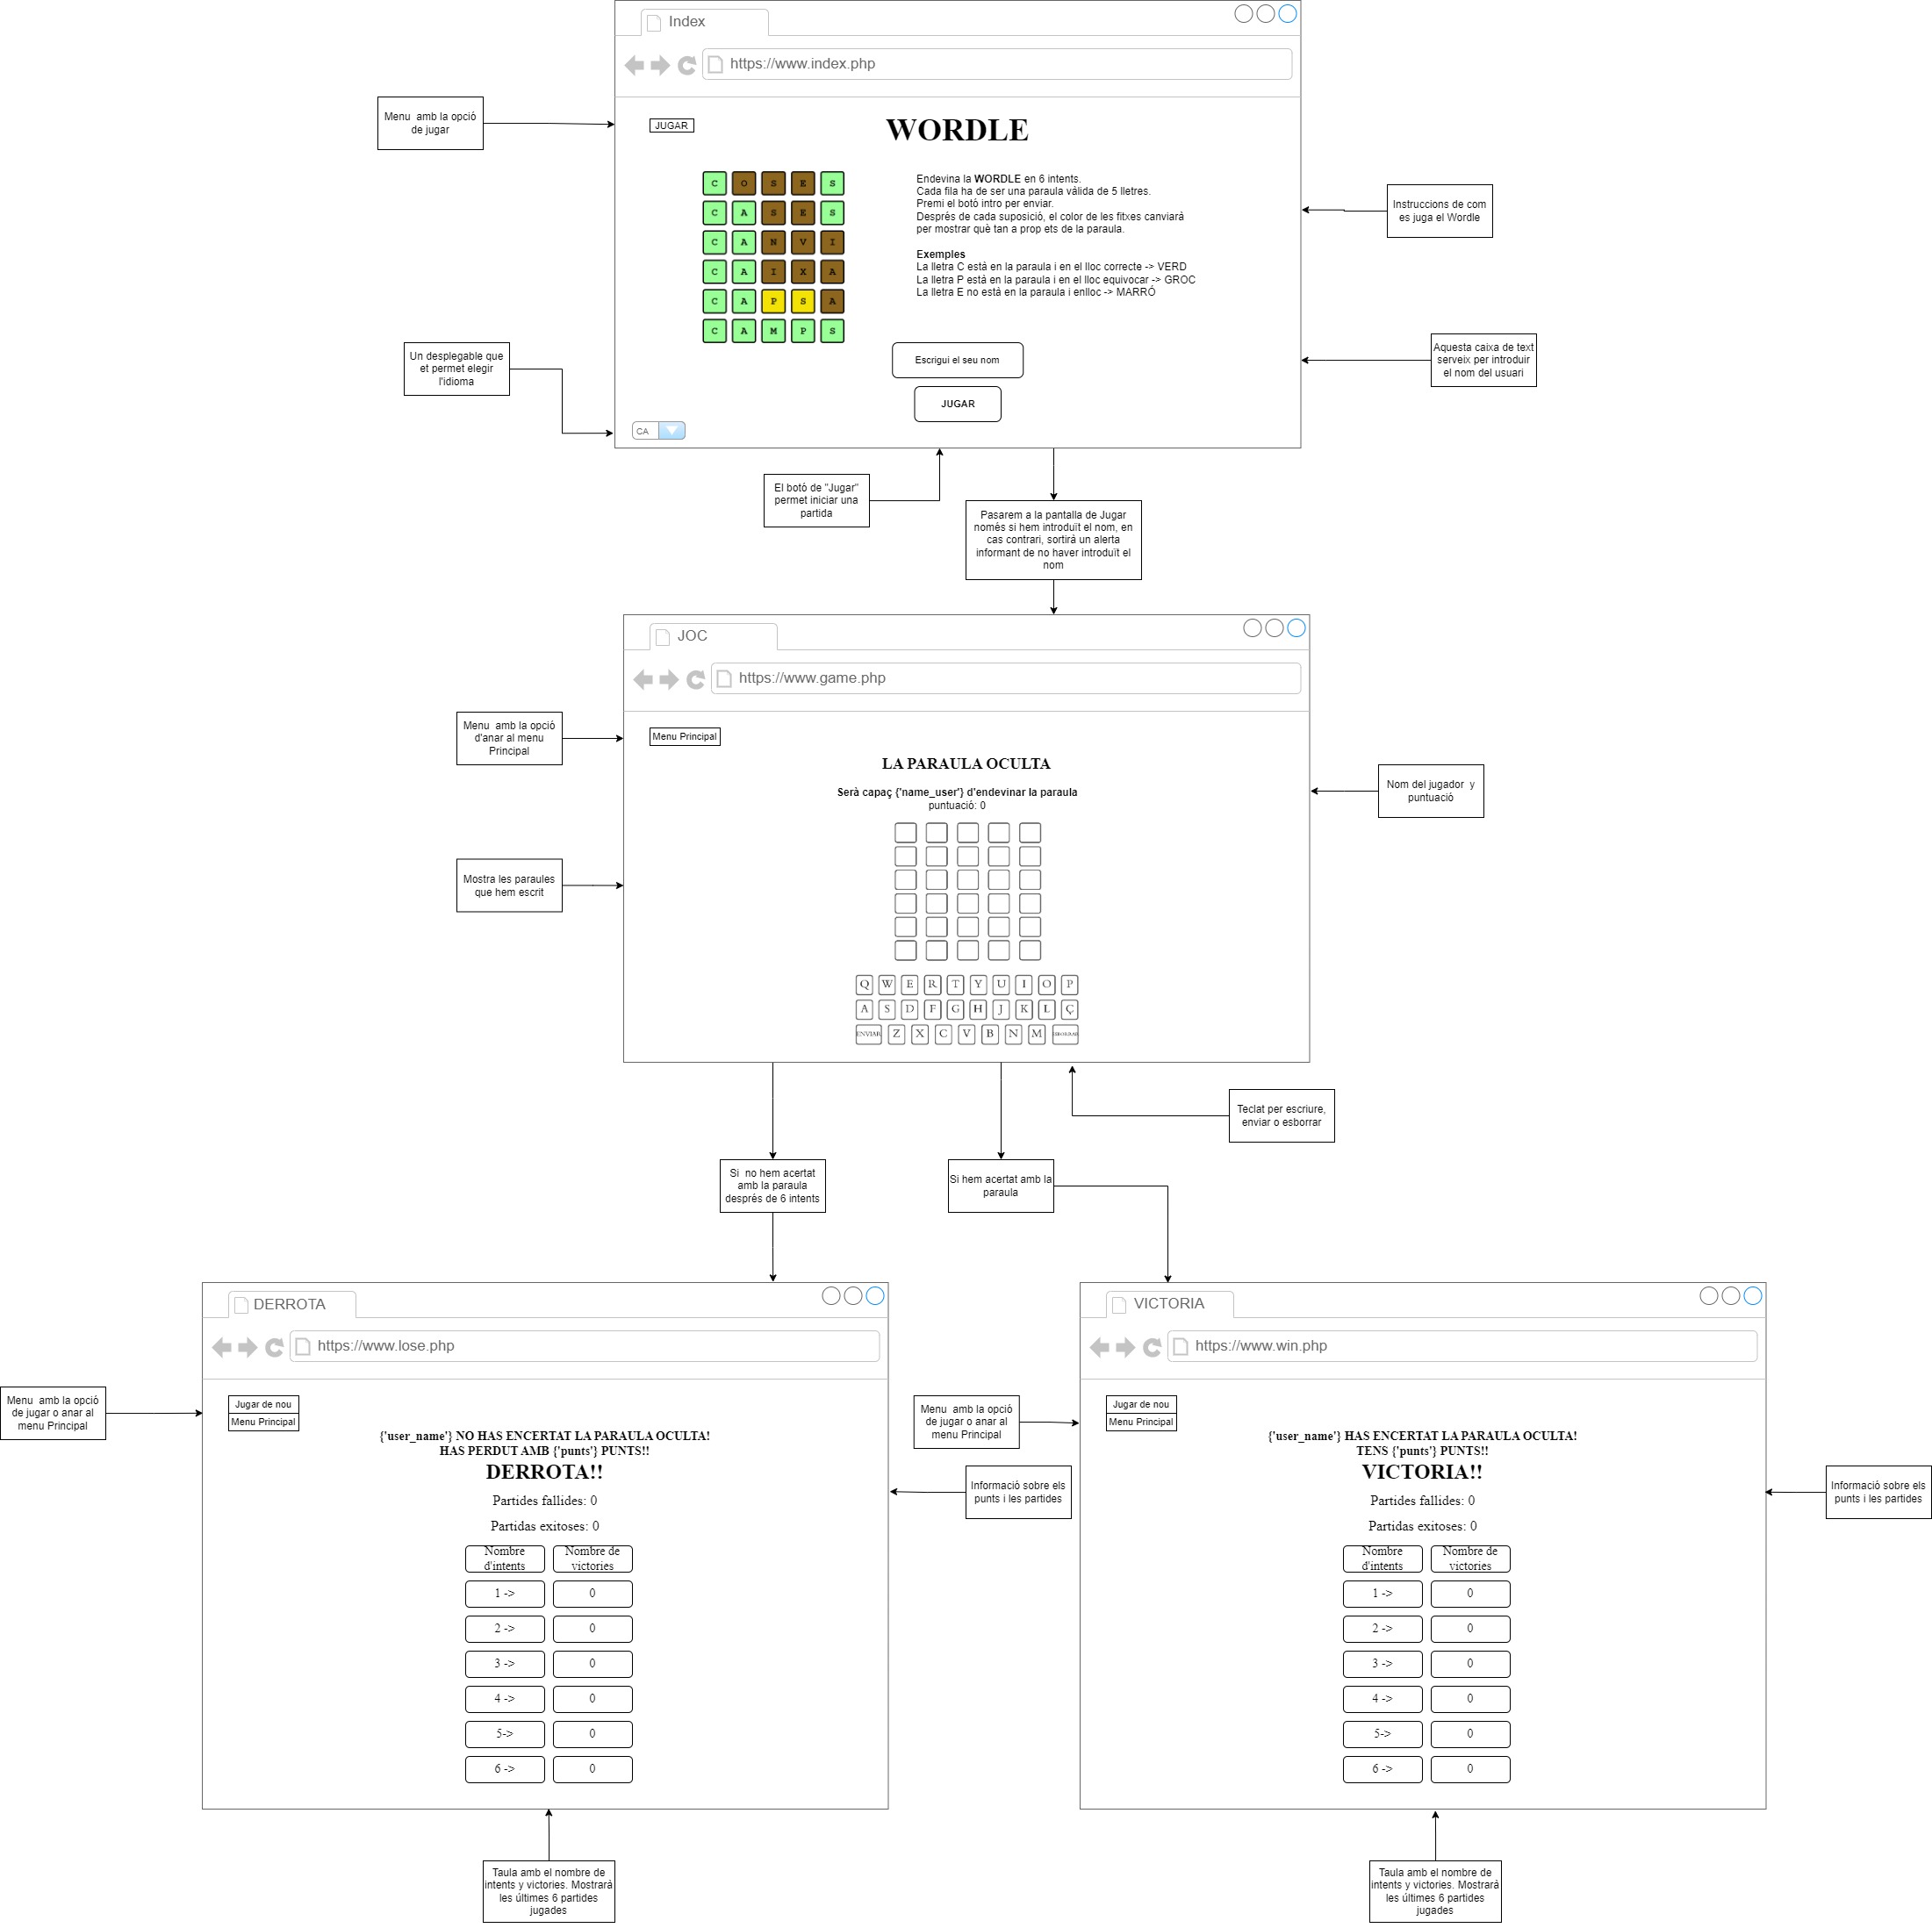 Index
https://www.index.php
Menu  amb la opció
de jugar
JUGAR
WORDLE
C O S E S
C A S E S
C A N V I
C A I X A
C A P S A
C A M P S
Endevina la WORDLE en 6 intents.
Cada fila ha de ser una paraula vàlida de 5 lletres.
Premi el botó intro per enviar.
Després de cada suposició, el color de les fitxes canviarà
per mostrar què tan a prop ets de la paraula.
Exemples
La lletra C està en la paraula i en el lloc correcte -> VERD
La lletra P està en la paraula i en el lloc equivocar -> GROC
La lletra E no està en la paraula i enlloc -> MARRÓ
Instruccions de com
es juga el Wordle
Un desplegable que
et permet elegir
l'idioma
Escrigui el seu nom
JUGAR
Aquesta caixa de text
serveix per introduir
el nom del usuari
CA
El botó de "Jugar"
permet iniciar una
partida
Pasarem a la pantalla de Jugar
només si hem introduït el nom, en
cas contrari, sortirà un alerta
informant de no haver introduït el
nom
JOC
https://www.game.php
Menu  amb la opció
d'anar al menu
Principal
Menu Principal
LA PARAULA OCULTA
Serà capaç {'name_user'} d'endevinar la paraula
puntuació: 0
Nom del jugador  y
puntuació
Mostra les paraules
que hem escrit
Q W E R T Y U I O P
A S D F G H J K L Ç
ENVIAR Z X C V B N M
Teclat per escriure,
enviar o esborrar
Si  no hem acertat
amb la paraula
després de 6 intents
Si hem acertat amb la
paraula
DERROTA
https://www.lose.php
Menu  amb la opció
de jugar o anar al
menu Principal
Jugar de nou
Menu Principal
{'user_name'} NO HAS ENCERTAT LA PARAULA OCULTA!
HAS PERDUT AMB {'punts'} PUNTS!!
DERROTA!!
Partides fallides: 0
Partidas exitoses: 0
Nombre Nombre de
d'intents victories
1 -> 0
2 -> 0
3 -> 0
4 -> 0
5-> 0
6 -> 0
Informació sobre els
punts i les partides
Taula amb el nombre de
intents y victories. Mostrarà
les últimes 6 partides
jugades
VICTORIA
https://www.win.php
Menu  amb la opció
de jugar o anar al
menu Principal
Jugar de nou
Menu Principal
{'user_name'} HAS ENCERTAT LA PARAULA OCULTA!
TENS {'punts'} PUNTS!!
VICTORIA!!
Partides fallides: 0
Partidas exitoses: 0
Nombre Nombre de
d'intents victories
1 -> 0
2 -> 0
3 -> 0
4 -> 0
5-> 0
6 -> 0
Informació sobre els
punts i les partides
Taula amb el nombre de
intents y victories. Mostrarà
les últimes 6 partides
jugades